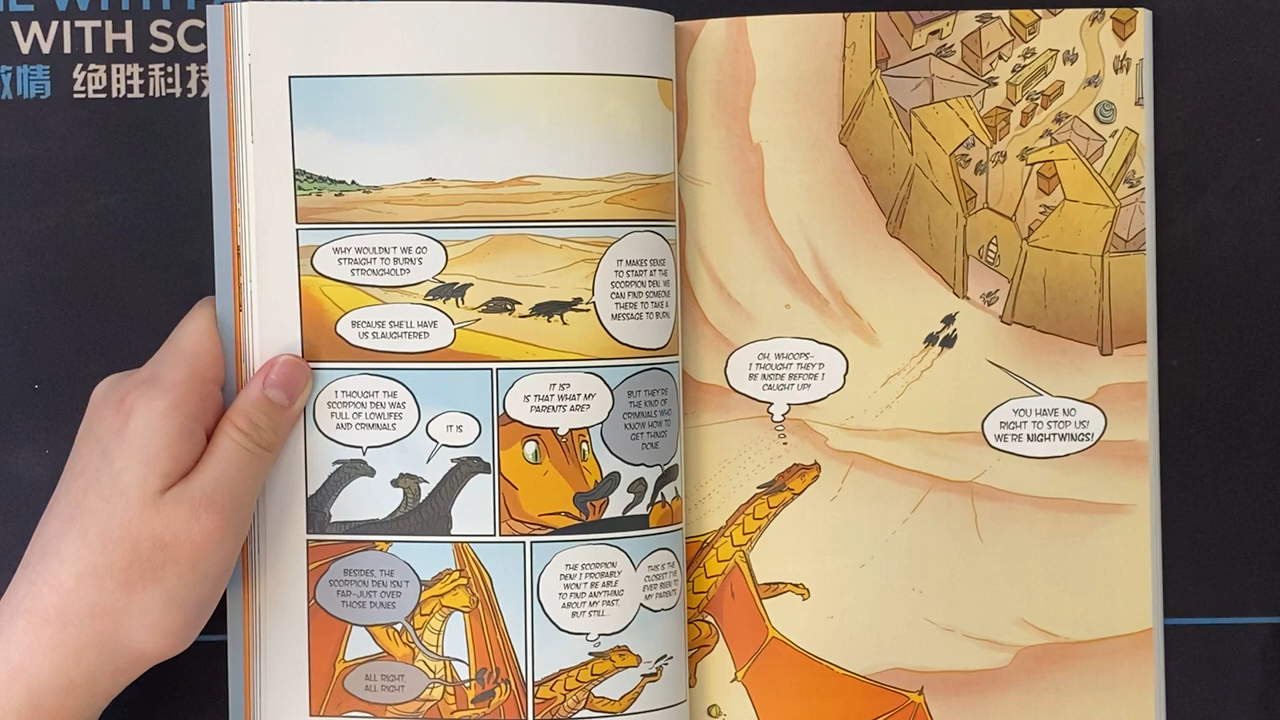 WITH SC
敢情 绝胜科技
WHY WOULDN'T WE GO
STRAIGHT TO BURN'S
STRONGHOLD?
BECAUSE SHE'LL HAVE
US SLAUGHTERED.
IT MAKES SENSE
TO START AT THE
SCORPION DEN. WE
CAN FIND SOMEONE
THERE TO TAKE A
MESSAGE TO BURN.
I THOUGHT THE
SCORPION DEN WAS
FULL OF LOWLIFES
AND CRIMINALS.
IT IS.
IT IS?
IS THAT WHAT MY
PARENTS ARE?
BUT THEY'RE
THE KIND OF
CRIMINALS WHO
KNOW HOW TO
GET THINGS
DONE.
BESIDES, THE
SCORPION DEN ISN'T
FAR—JUST OVER
THOSE DUNES.
ALL RIGHT,
ALL RIGHT.
THE SCORPION
DEN! I PROBABLY
WON'T BE ABLE
TO FIND ANYTHING
ABOUT MY PAST,
BUT STILL...
THIS IS THE
CLOSEST I'VE
EVER BEEN TO
MY PARENTS.
OH, WHOOPS—
I THOUGHT THEY'D
BE INSIDE BEFORE I
CAUGHT UP!
YOU HAVE NO
RIGHT TO STOP US!
WE'RE NIGHTWINGS!